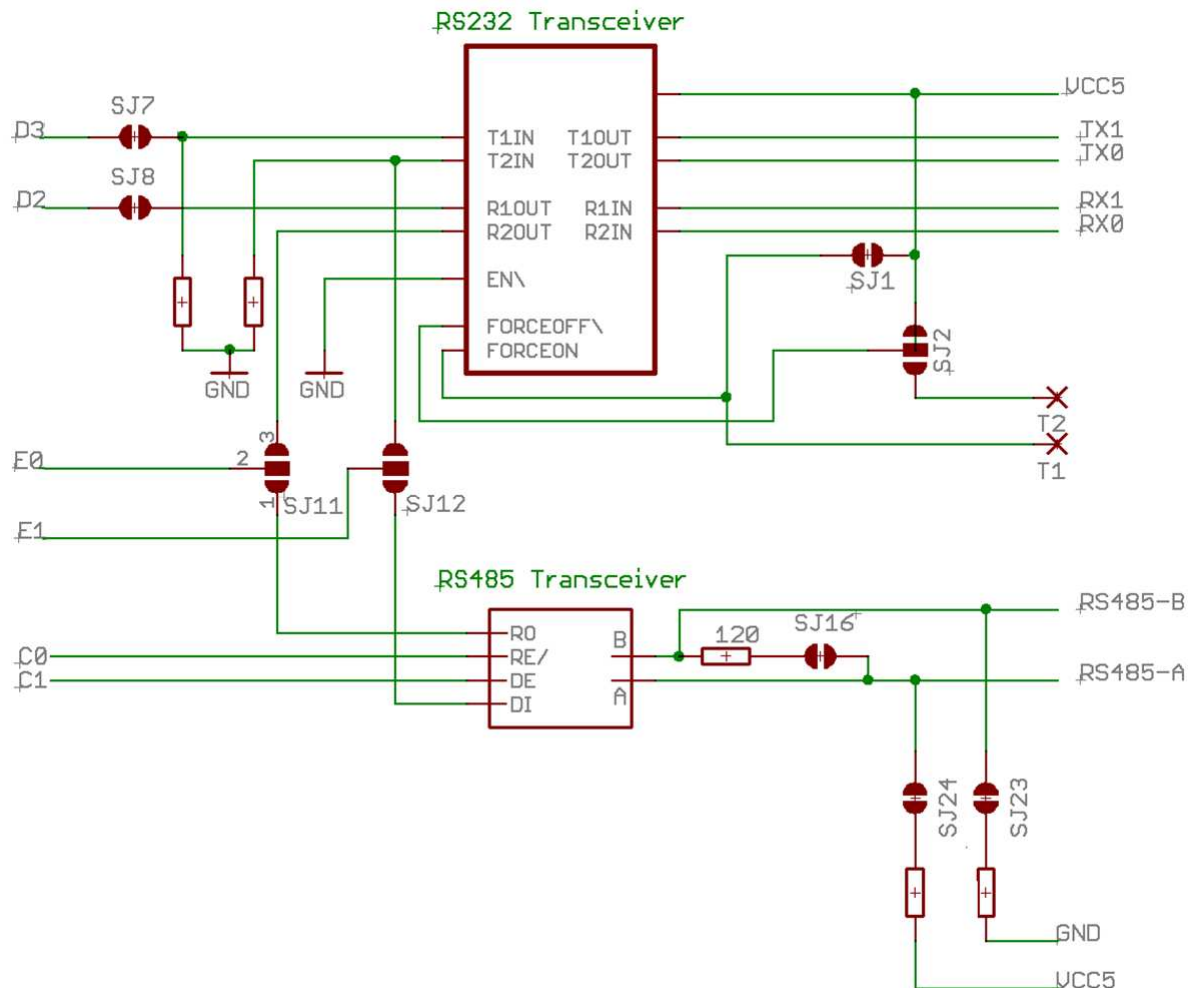 RS232 Transceiver
VCC5
SJ7
D3
T1IN T1OUT
TX1
T2IN T2OUT
TX0
SJ8
D2
R1OUT R1IN
RX1
R2OUT R2IN
RX0
SJ1
EN\
FORCEOFF\
FORCEON
SJ2
GND
GND
T2
T1
3
E0
2
1
SJ11
SJ12
E1
RS485 Transceiver
RS485-B
RO
B
120
SJ16
C0
RE/
RS485-A
C1
DE
A
DI
SJ24
SJ23
GND
VCC5